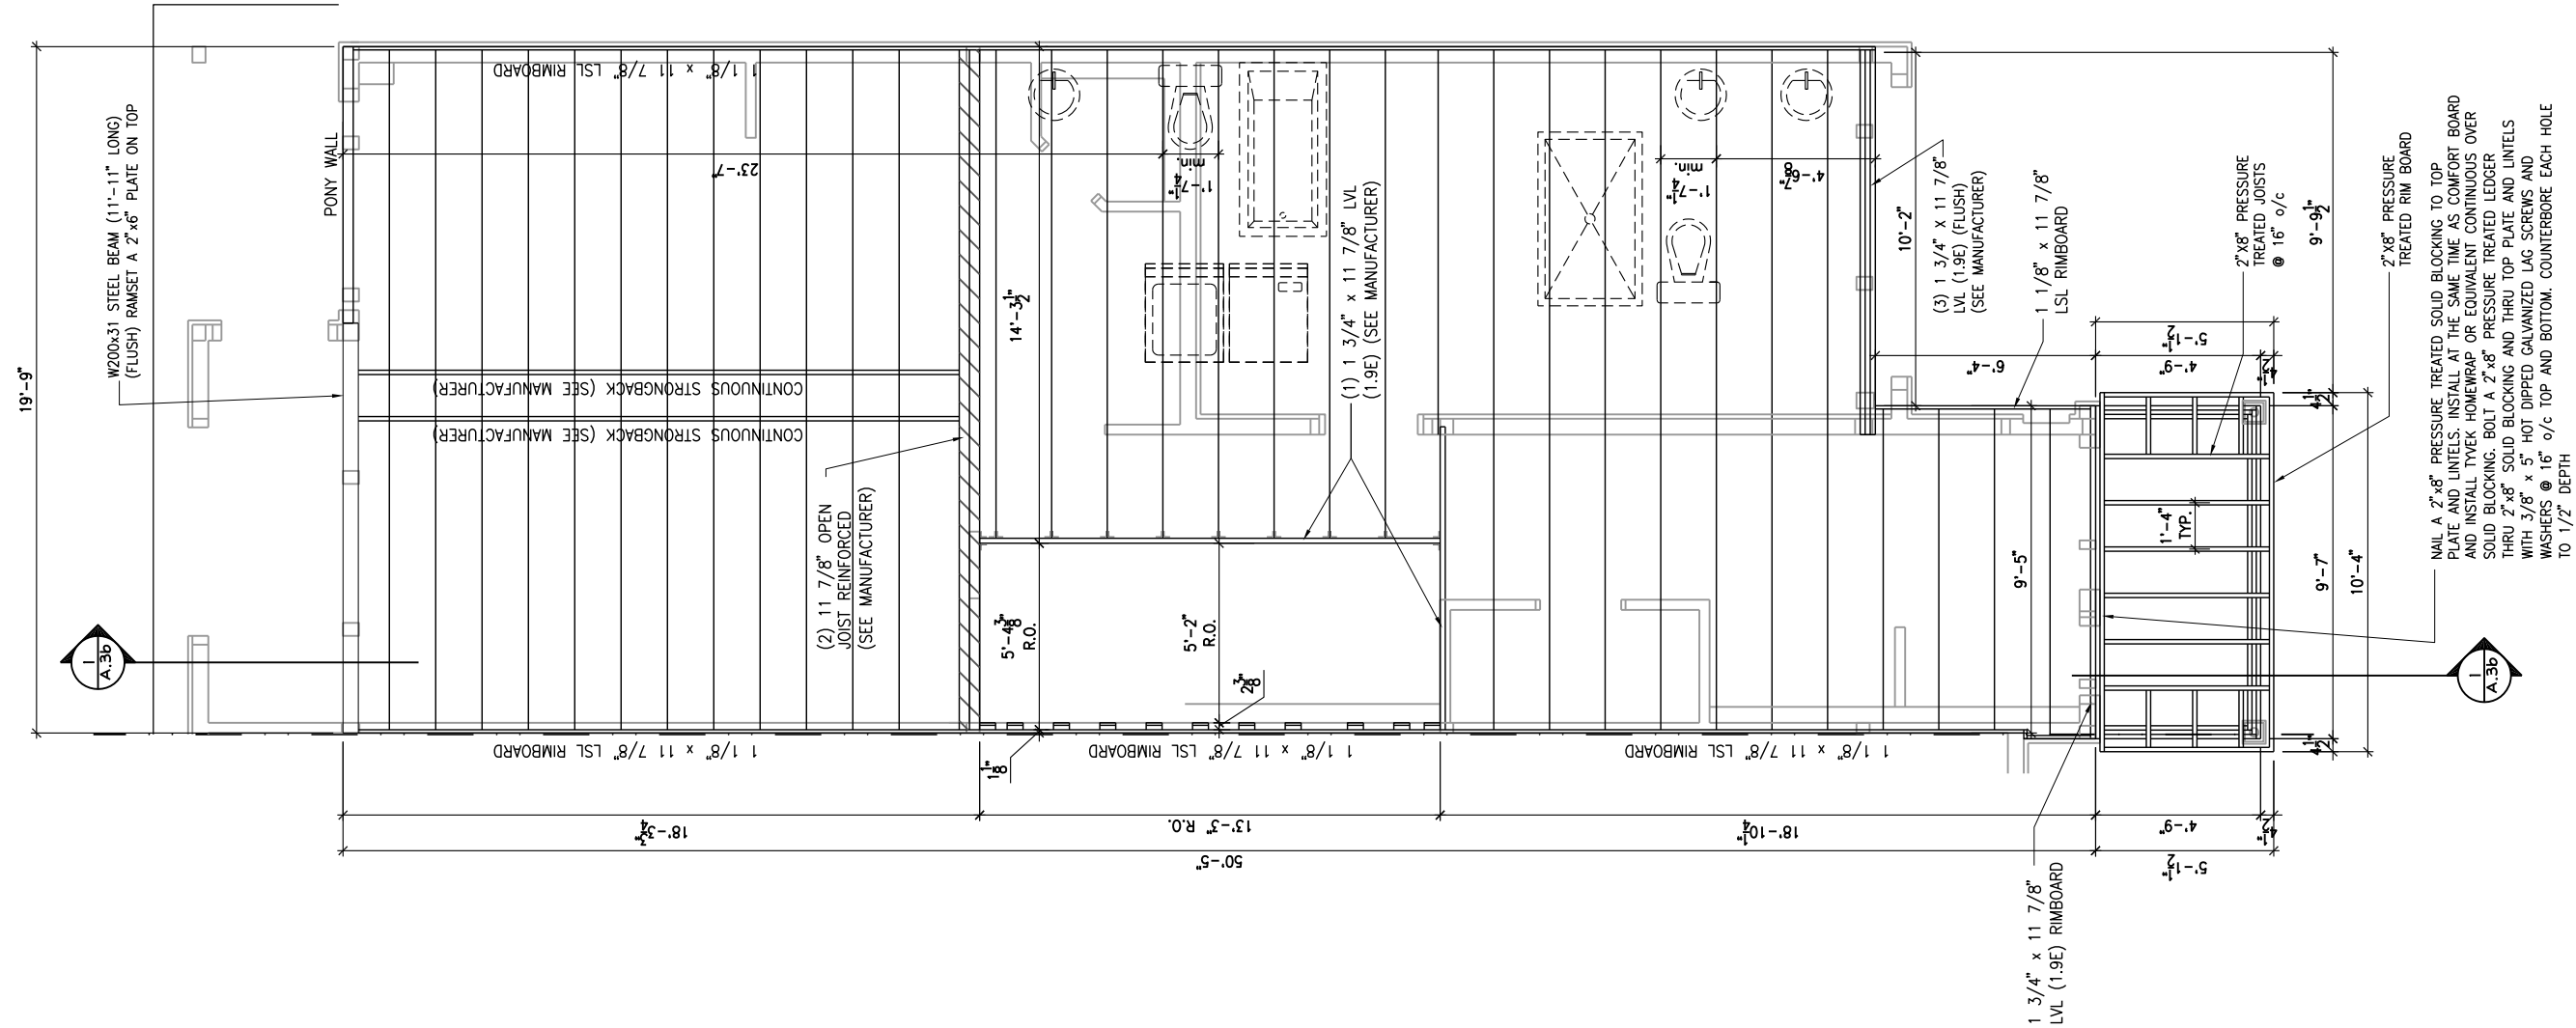 19'-9"
W200x31 STEEL BEAM (11'-11" LONG)
(FLUSH) RAMSET A 2"x6" PLATE ON TOP
PONY WALL
1 1/8" x 11 7/8" LSL RIMBOARD
23'-7"
CONTINUOUS STRONGBACK (SEE MANUFACTURER)
CONTINUOUS STRONGBACK (SEE MANUFACTURER)
(2) 11 7/8" OPEN
JOIST REINFORCED
(SEE MANUFACTURER)
1
A.3b
1 1/8" x 11 7/8" LSL RIMBOARD
14'-3 1/2"
1'-7 1/4"
min.
(1) 1 3/4" x 11 7/8" LVL
(1.9E) (SEE MANUFACTURER)
5'-4 3/8"
R.O.
5'-2"
R.O.
2 3/8"
1 1/8"
1 1/8" x 11 7/8" LSL RIMBOARD
1'-7 1/4"
min.
4'-6 7/8"
10'-2"
(3) 1 3/4" x 11 7/8"
LVL (1.9E) (FLUSH)
(SEE MANUFACTURER)
1 1/8" x 11 7/8"
LSL RIMBOARD
6'-4"
9'-5"
1 1/8" x 11 7/8" LSL RIMBOARD
5'-1 1/2"
4'-9"
4 1/2"
1'-4"
TYP.
2"x8" PRESSURE
TREATED JOISTS
@ 16" o/c
9'-9 1/2"
4 1/2"
9'-7"
4 1/2"
10'-4"
2"x8" PRESSURE
TREATED RIM BOARD
NAIL A 2"x8" PRESSURE TREATED SOLID BLOCKING TO TOP
PLATE AND LINTELS. INSTALL AT THE SAME TIME AS COMFORT BOARD
AND INSTALL TYVEK HOMEWRAP OR EQUIVALENT CONTINUOUS OVER
SOLID BLOCKING. BOLT A 2"x8" PRESSURE TREATED LEDGER
THRU 2"x8" SOLID BLOCKING AND THRU TOP PLATE AND LINTELS
WITH 3/8" x 5" HOT DIPPED GALVANIZED LAG SCREWS AND
WASHERS @ 16" o/c TOP AND BOTTOM. COUNTERBORE EACH HOLE
TO 1/2" DEPTH
1
A.3b
18'-3 3/4"
13'-3" R.O.
18'-10 1/4"
4'-9"
4 1/2"
50'-5"
5'-1 1/2"
1 3/4" x 11 7/8"
LVL (1.9E) RIMBOARD